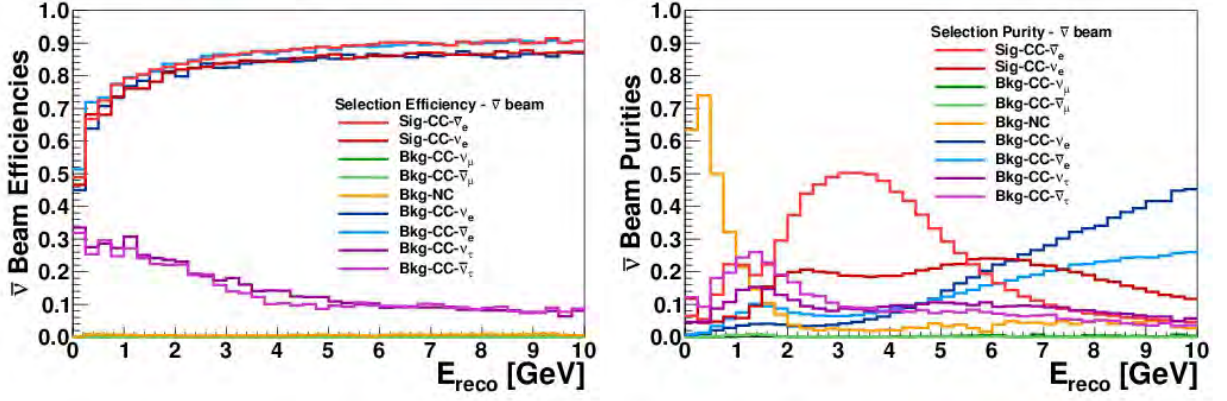 ν̅ Beam Efficiencies
1.0
0.9
0.8
0.7
0.6
0.5
0.4
0.3
0.2
0.1
0.0
Selection Efficiency - ν̅ beam
Sig-CC-ν̅e
Sig-CC-νe
Bkg-CC-νμ
Bkg-CC-ν̅μ
Bkg-NC
Bkg-CC-νe
Bkg-CC-ν̅e
Bkg-CC-ντ
Bkg-CC-ν̅τ
0 1 2 3 4 5 6 7 8 9 10
Ereco [GeV]
ν̅ Beam Purities
1.0
0.9
0.8
0.7
0.6
0.5
0.4
0.3
0.2
0.1
0.0
Selection Purity - ν̅ beam
Sig-CC-ν̅e
Sig-CC-νe
Bkg-CC-νμ
Bkg-CC-ν̅μ
Bkg-NC
Bkg-CC-νe
Bkg-CC-ν̅e
Bkg-CC-ντ
Bkg-CC-ν̅τ
0 1 2 3 4 5 6 7 8 9 10
Ereco [GeV]